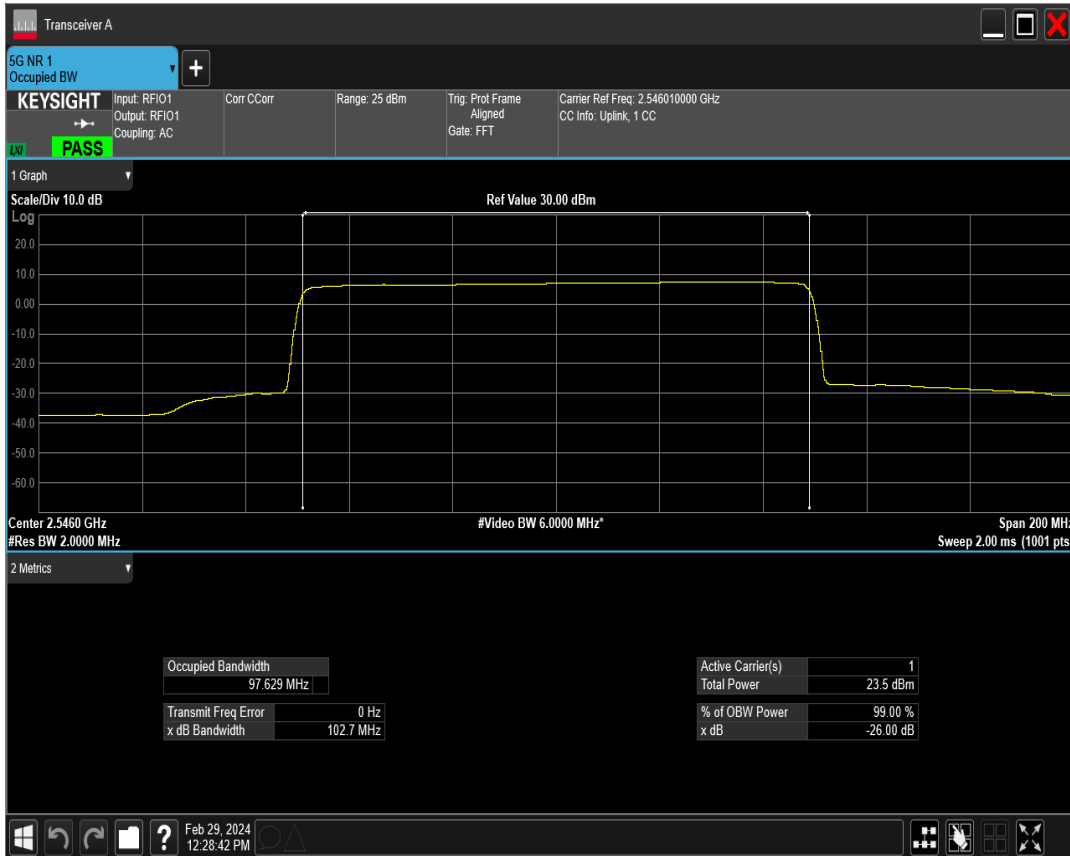 Transceiver A
5G NR 1
Occupied BW
KEYSIGHT
LXI
PASS
Input: RFIO1
Output: RFIO1
Coupling: AC
Corr CCorr
Range: 25 dBm
Trig: Prot Frame
Aligned
Gate: FFT
Carrier Ref Freq: 2.546010000 GHz
CC Info: Uplink, 1 CC
1 Graph
Scale/Div 10.0 dB
Ref Value 30.00 dBm
Log
20.0
10.0
0.00
-10.0
-20.0
-30.0
-40.0
-50.0
-60.0
Center 2.5460 GHz
#Video BW 6.0000 MHz*
Span 200 MHz
#Res BW 2.0000 MHz
Sweep 2.00 ms (1001 pts
2 Metrics
Occupied Bandwidth
97.629 MHz
Transmit Freq Error 0 Hz
x dB Bandwidth 102.7 MHz
Active Carrier(s) 1
Total Power 23.5 dBm
% of OBW Power 99.00 %
x dB -26.00 dB
?
Feb 29, 2024
12:28:42 PM